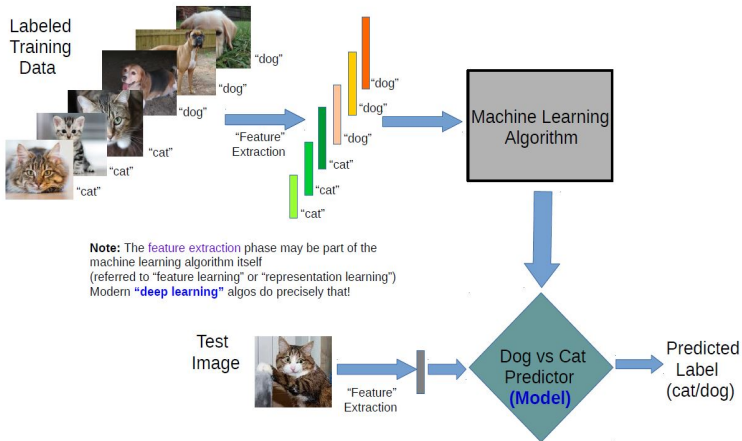 Labeled
Training
Data
“dog”
“dog”
“dog”
“cat”
“cat”
“cat”
“Feature”
Extraction
“dog”
“dog”
“dog”
“cat”
“cat”
“cat”
Machine Learning
Algorithm
Note: The feature extraction phase may be part of the
machine learning algorithm itself
(referred to “feature learning” or “representation learning”)
Modern “deep learning” algos do precisely that!
Test
Image
“Feature”
Extraction
Dog vs Cat
Predictor
(Model)
Predicted
Label
(cat/dog)